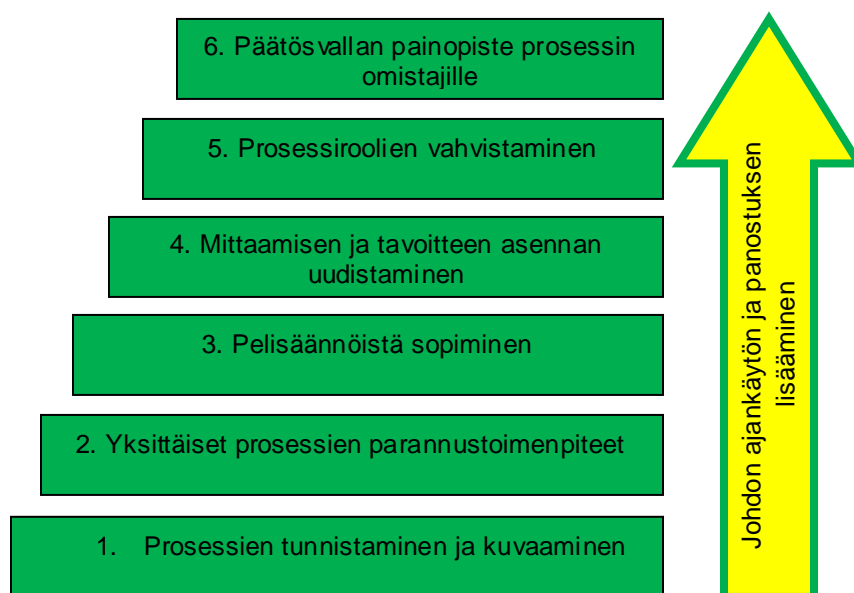 6. Päätösvallan painopiste prosessin
omistajille
5. Prosessiroolien vahvistaminen
4. Mittaamisen ja tavoitteen asennan
uudistaminen
3. Pelisäännöistä sopiminen
2. Yksittäiset prosessien parannustoimenpiteet
1. Prosessien tunnistaminen ja kuvaaminen
Johdon ajankäytön ja panostuksen
lisääminen